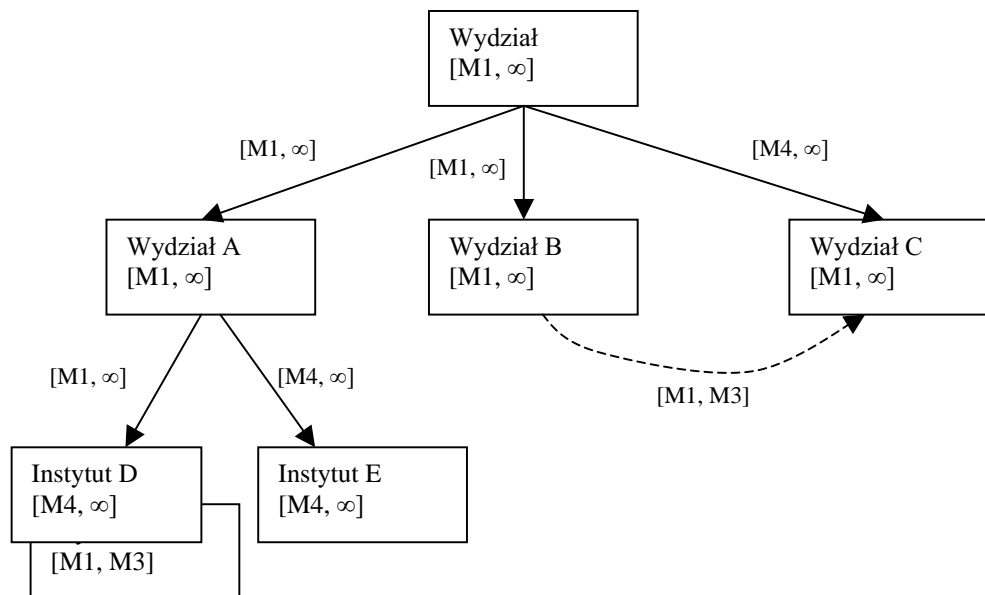 Wydział
[M1, ∞]
[M1, ∞]
[M1, ∞]
[M4, ∞]
Wydział A
[M1, ∞]
Wydział B
[M1, ∞]
Wydział C
[M1, ∞]
[M1, ∞]
[M4, ∞]
[M1, M3]
Instytut D
[M4, ∞]
Instytut E
[M4, ∞]
[M1, M3]